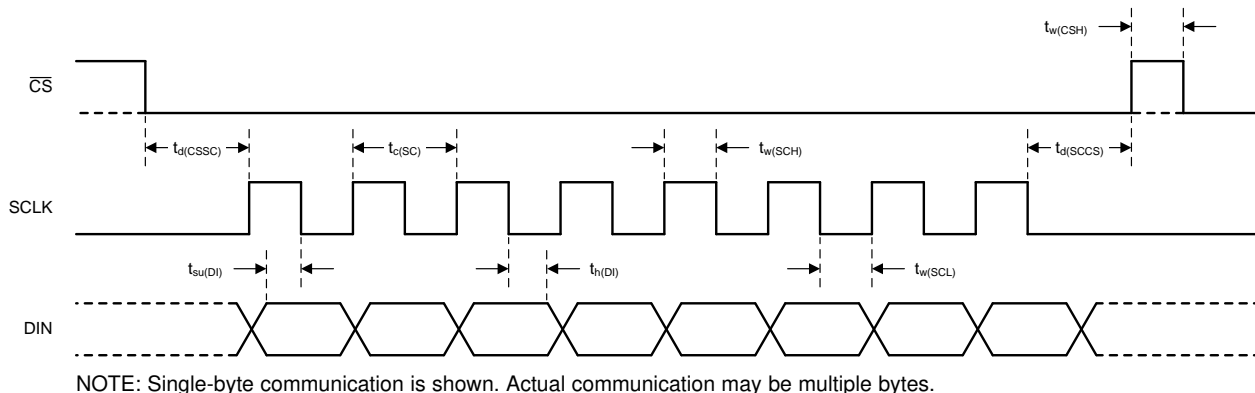 tw(CSH)
CS
td(CSSC)
tc(SC)
tw(SCH)
td(SCCS)
SCLK
tsu(DI)
th(DI)
tw(SCL)
DIN
NOTE: Single-byte communication is shown. Actual communication may be multiple bytes.